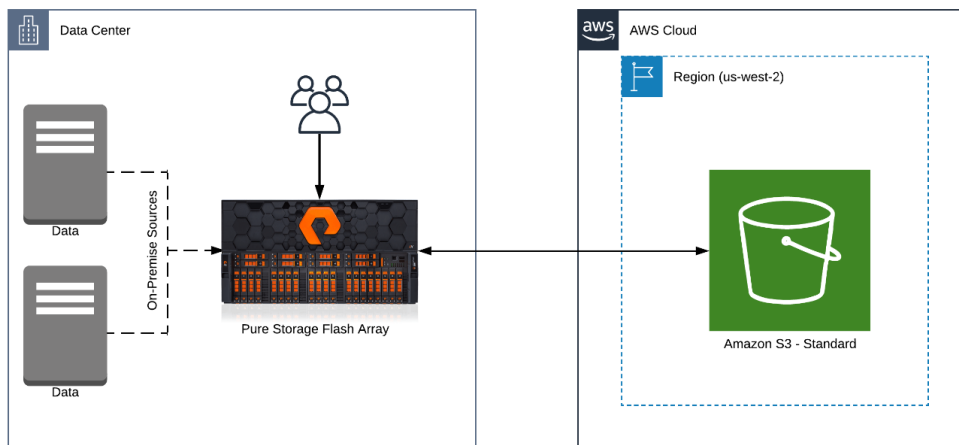 Data Center
aws
AWS Cloud
Region (us-west-2)
Data
On-Premise Sources
Data
Pure Storage Flash Array
Amazon S3 - Standard